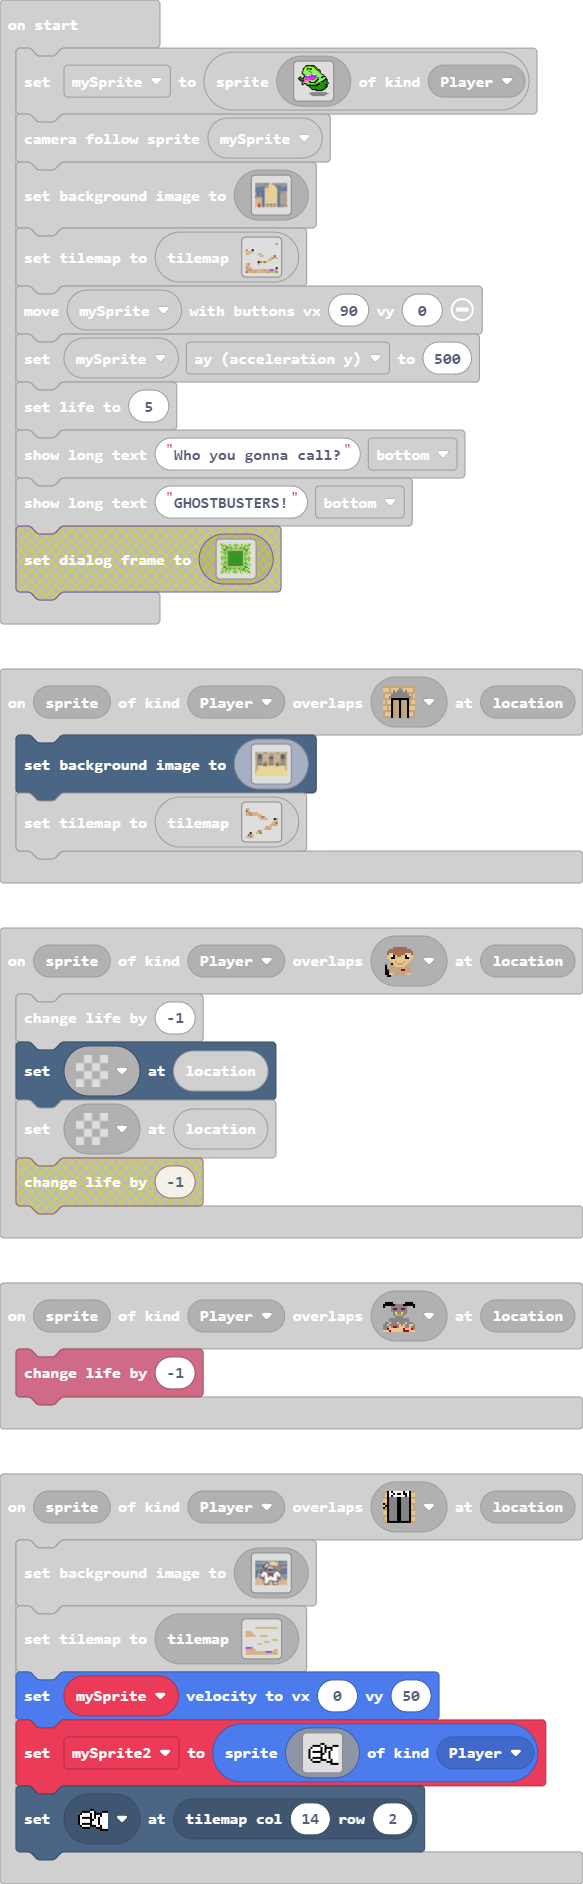 on start
set mySprite to sprite of kind Player
camera follow sprite mySprite
set background image to
set tilemap to tilemap
move mySprite with buttons vx 90 vy 0
set mySprite ay (acceleration y) to 500
set life to 5
show long text "Who you gonna call?" bottom
show long text "GHOSTBUSTERS!" bottom
set dialog frame to
on sprite of kind Player overlaps at location
set background image to
set tilemap to tilemap
on sprite of kind Player overlaps at location
change life by -1
set at location
set at location
change life by -1
on sprite of kind Player overlaps at location
change life by -1
on sprite of kind Player overlaps at location
set background image to
set tilemap to tilemap
set mySprite velocity to vx 0 vy 50
set mySprite2 to sprite of kind Player
set at tilemap col 14 row 2